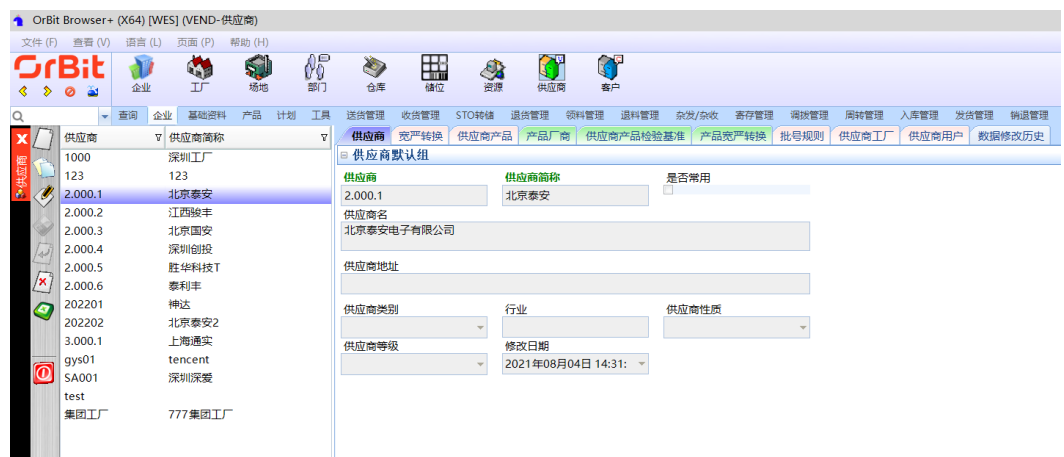 OrBit Browser+ (X64) [WES] (VEND-供应商)
文件 (F) 查看 (V) 语言 (L) 页面 (P) 帮助 (H)
OrBit
企业 工厂 场地 部门 仓库 储位 资源 供应商 客户
查询 企业 基础资料 产品 计划 工具 送货管理 收货管理 STO转储 退货管理 领料管理 退料管理 杂发/杂收 寄存管理 调拨管理 周转管理 入库管理 发货管理 销退管理
供应商
供应商 供应商简称
1000 深圳工厂
123 123
2.000.1 北京泰安
2.000.2 江西骏丰
2.000.3 北京国安
2.000.4 深圳创投
2.000.5 胜华科技T
2.000.6 泰利丰
202201 神达
202202 北京泰安2
3.000.1 上海通实
gys01 tencent
SA001 深圳深爱
test
集团工厂 777集团工厂
供应商 宽严转换 供应商产品 产品厂商 供应商产品检验基准 产品宽严转换 批号规则 供应商工厂 供应商用户 数据修改历史
供应商默认组
供应商 供应商简称 是否常用
2.000.1 北京泰安
供应商名
北京泰安电子有限公司
供应商地址
供应商类别 行业 供应商性质
供应商等级 修改日期
2021年08月04日 14:31: